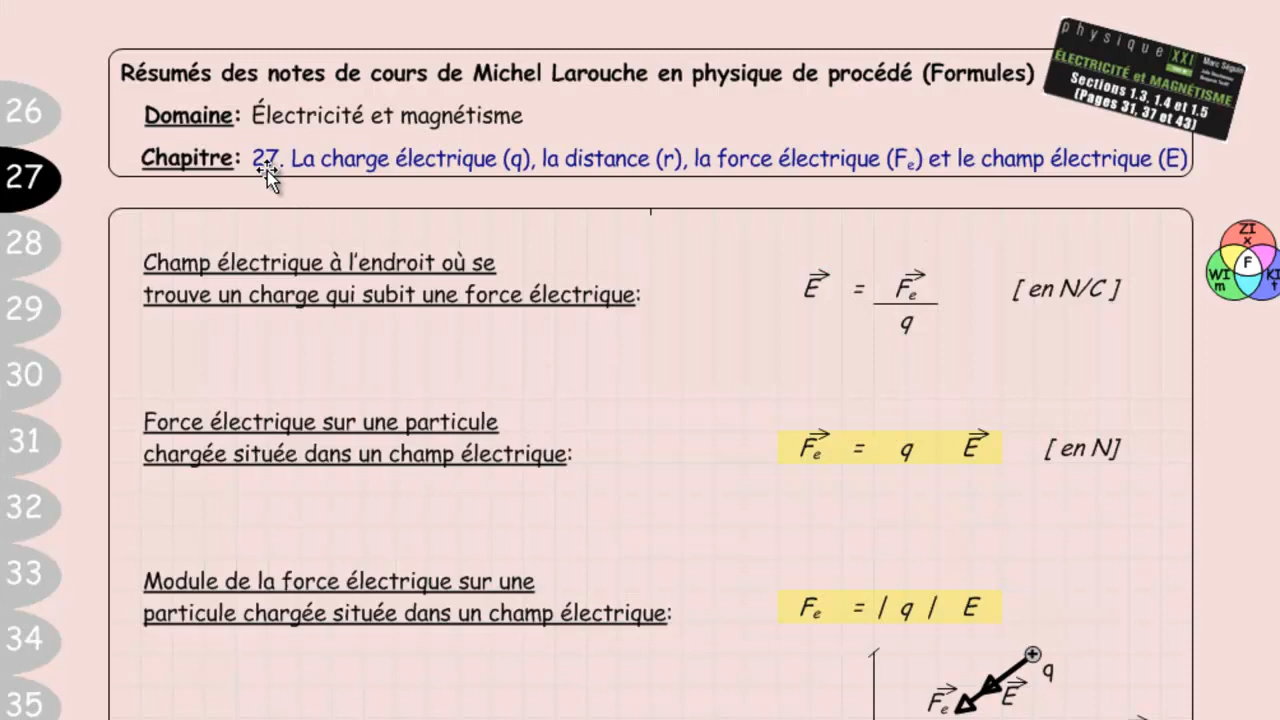 Résumés des notes de cours de Michel Larouche en physique de procédé (Formules)
Domaine: Électricité et magnétisme
Chapitre: 27. La charge électrique (q), la distance (r), la force électrique (Fe) et le champ électrique (E)
physique XXI
Marc Séguin
ÉLECTRICITÉ et MAGNÉTISME
Sections 1.3, 1.4 et 1.5
(Pages 31, 37 et 43)
26
27
28
29
30
31
32
33
34
35
Champ électrique à l'endroit où se
trouve un charge qui subit une force électrique:
E = Fe / q [ en N/C ]
Force électrique sur une particule
chargée située dans un champ électrique:
Fe = q E [ en N]
Module de la force électrique sur une
particule chargée située dans un champ électrique:
Fe = | q | E
+ q
Fe E
ZI
x
F
WI
m
KI
t